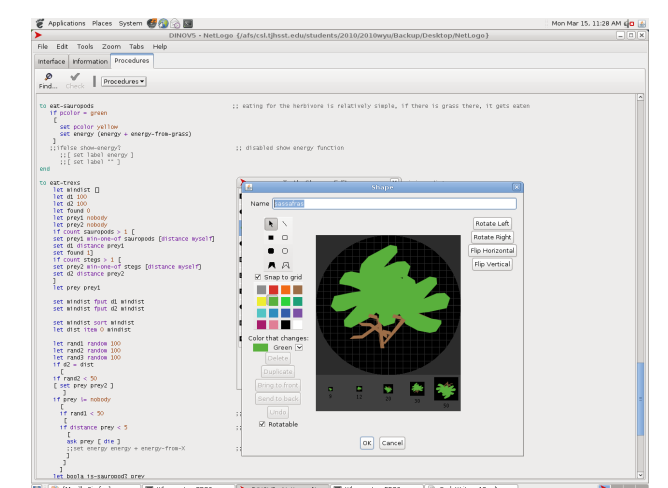 Applications Places System
Mon Mar 15, 11:28 AM
DINOV5 - NetLogo {/afs/csl.tjhsst.edu/students/2010/2010wyu/Backup/Desktop/NetLogo}
File Edit Tools Zoom Tabs Help
Interface Information Procedures
Find... Check Procedures
to eat-sauropods ;; eating for the herbivore is relatively simple, if there is grass there, it gets eaten
if pcolor = green
[
set pcolor yellow
set energy (energy + energy-from-grass)
]
;;ifelse show-energy? ;; disabled show energy function
;;[ set label energy ]
;;[ set label "" ]
end
to eat-trexs
let mindist []
let d1 100
let d2 100
let found 0
let prey1 nobody
let prey2 nobody
if count sauropods > 1 [
set prey1 min-one-of sauropods [distance myself]
set d1 distance prey1
set found 1]
if count stegs > 1 [
set prey2 min-one-of stegs [distance myself]
set d2 distance prey2
]
let prey prey1
set mindist fput d1 mindist
set mindist fput d2 mindist
set mindist sort mindist
let dist item 0 mindist
let rand1 random 100
let rand2 random 100
let rand3 random 100
if d2 = dist
[
if rand2 < 50
[ set prey prey2 ]
]
if prey != nobody
[
if rand1 < 50 ;;
[
if distance prey < 5 ;;
[
ask prey [ die ]
;;set energy energy + energy-from-X ;;
]
]
]
let boola is-sauropod? prey
Shape
Name sassafras
Rotate Left
Rotate Right
Flip Horizontal
Flip Vertical
Snap to grid
Color that changes:
Green
Delete
Duplicate
Bring to front
Send to back
Undo
Rotatable
OK Cancel